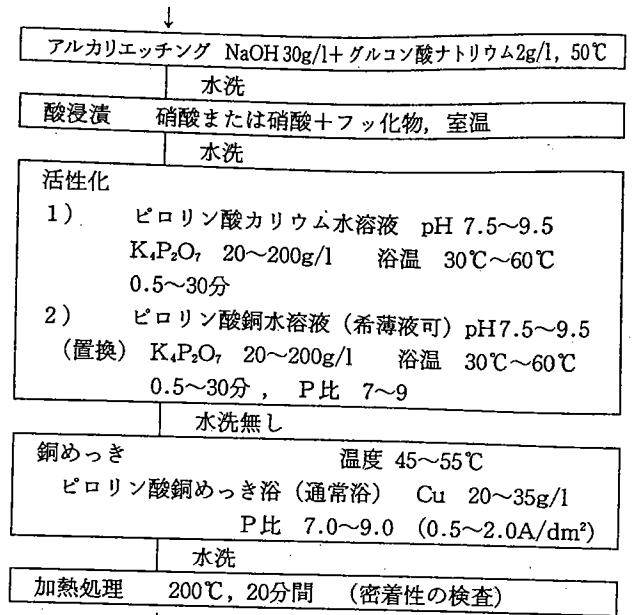 アルカリエッチング NaOH 30g/l+グルコン酸ナトリウム2g/l, 50℃
水洗
酸浸漬 硝酸または硝酸+フッ化物, 室温
水洗
活性化
1) ピロリン酸カリウム水溶液 pH 7.5~9.5
K₄P₂O₇ 20~200g/l 浴温 30℃~60℃
0.5~30分
2) ピロリン酸銅水溶液(希薄液可)pH7.5~9.5
(置換) K₄P₂O₇ 20~200g/l 浴温 30℃~60℃
0.5~30分, P比 7~9
水洗無し
銅めっき 温度 45~55℃
ピロリン酸銅めっき浴(通常浴) Cu 20~35g/l
P比 7.0~9.0 (0.5~2.0A/dm²)
水洗
加熱処理 200℃, 20分間 (密着性の検査)